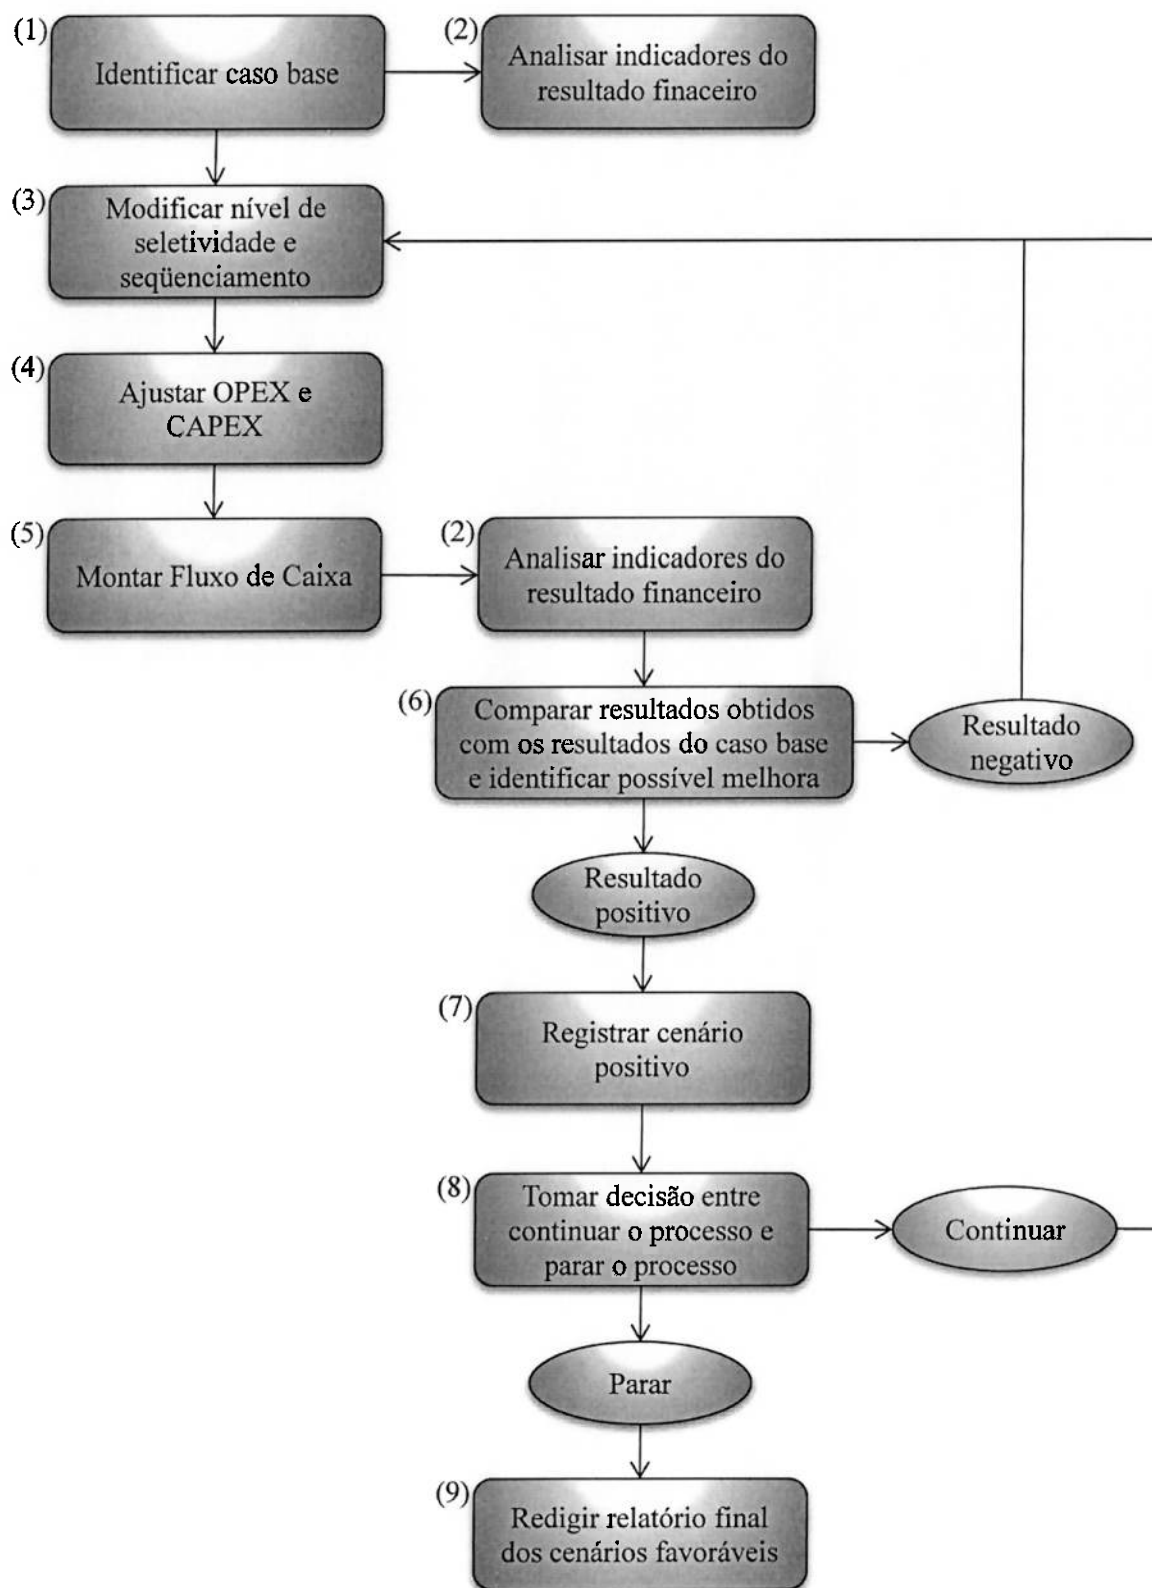 (1)
Identificar caso base
(2)
Analisar indicadores do
resultado finaceiro
(3)
Modificar nível de
seletividade e
seqüenciamento
(4)
Ajustar OPEX e
CAPEX
(5)
Montar Fluxo de Caixa
(2)
Analisar indicadores do
resultado financeiro
(6)
Comparar resultados obtidos
com os resultados do caso base
e identificar possível melhora
Resultado
negativo
Resultado
positivo
(7)
Registrar cenário
positivo
(8)
Tomar decisão entre
continuar o processo e
parar o processo
Continuar
Parar
(9)
Redigir relatório final
dos cenários favoráveis